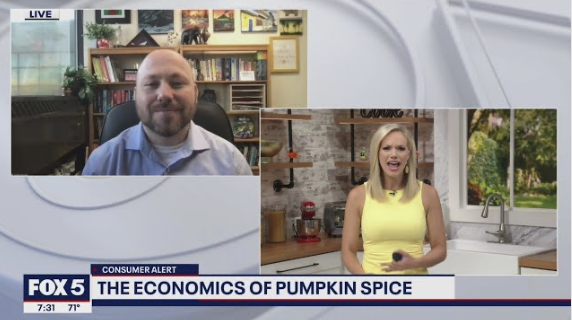 LIVE
CONSUMER ALERT
FOX 5 THE ECONOMICS OF PUMPKIN SPICE
7:31 71°